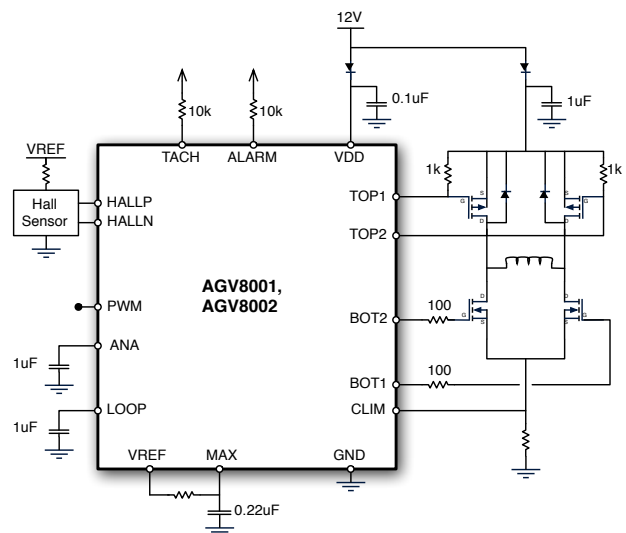 12V
0.1uF
1uF
10k
10k
VREF
TACH
ALARM
VDD
1k
1k
Hall
Sensor
HALLP
HALLN
TOP1
TOP2
G
S
D
S
G
D
AGV8001,
AGV8002
PWM
ANA
1uF
LOOP
1uF
BOT2
100
D
G
S
D
G
S
BOT1
100
CLIM
VREF
MAX
GND
0.22uF